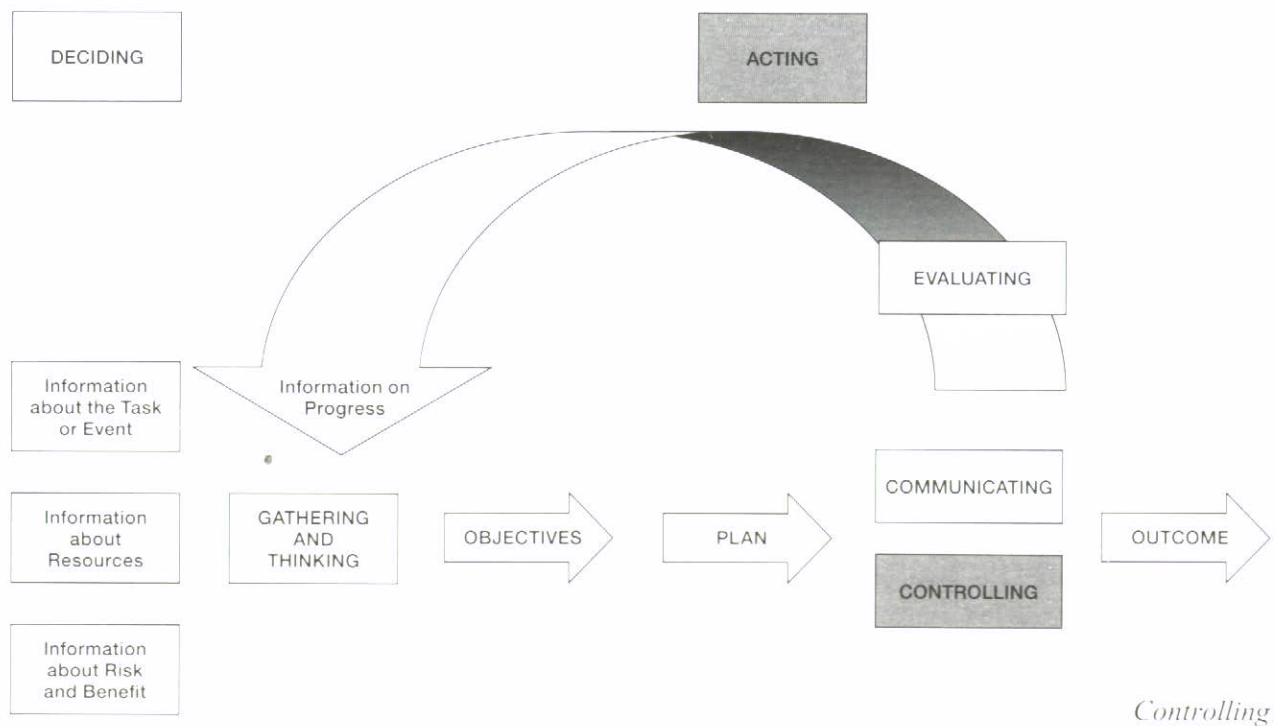 DECIDING
ACTING
EVALUATING
Information
about the Task
or Event
Information on
Progress
COMMUNICATING
Information
about
Resources
GATHERING
AND
THINKING
OBJECTIVES
PLAN
OUTCOME
CONTROLLING
Information
about Risk
and Benefit
Controlling